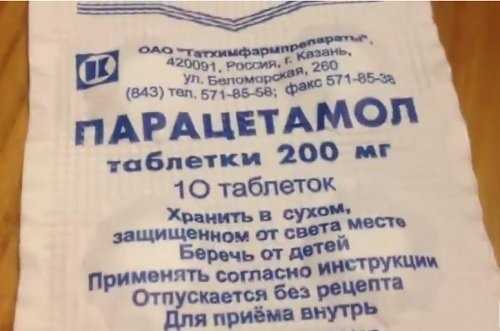 ОАО "Татхимфармпрепараты",
420091, Россия, г. Казань,
ул. Беломорская, 260
(843) тел. 571-85-58; факс 571-85-38
ПАРАЦЕТАМОЛ
таблетки 200 мг
10 таблеток
Хранить в сухом,
защищенном от света месте
Беречь от детей
Применять согласно инструкции
Отпускается без рецепта
Для приёма внутрь